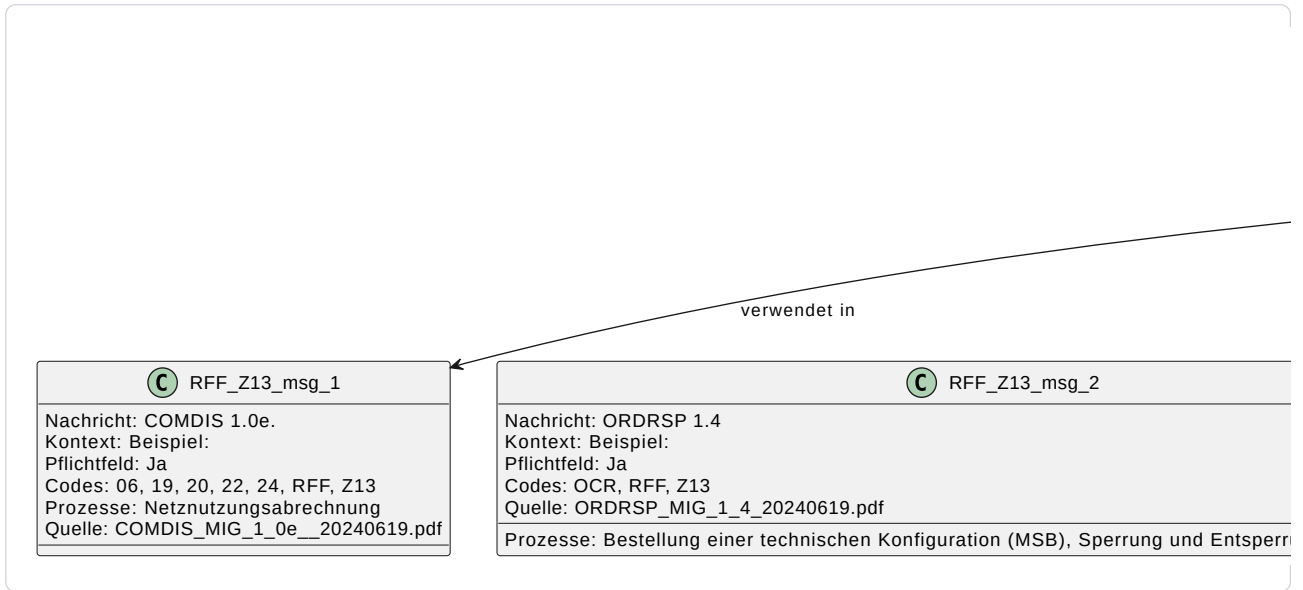 verwendet in
C RFF_Z13_msg_1
Nachricht: COMDIS 1.0e.
Kontext: Beispiel:
Pflichtfeld: Ja
Codes: 06, 19, 20, 22, 24, RFF, Z13
Prozesse: Netznutzungsabrechnung
Quelle: COMDIS_MIG_1_0e__20240619.pdf
C RFF_Z13_msg_2
Nachricht: ORDRSP 1.4
Kontext: Beispiel:
Pflichtfeld: Ja
Codes: OCR, RFF, Z13
Quelle: ORDRSP_MIG_1_4_20240619.pdf
Prozesse: Bestellung einer technischen Konfiguration (MSB), Sperrung und